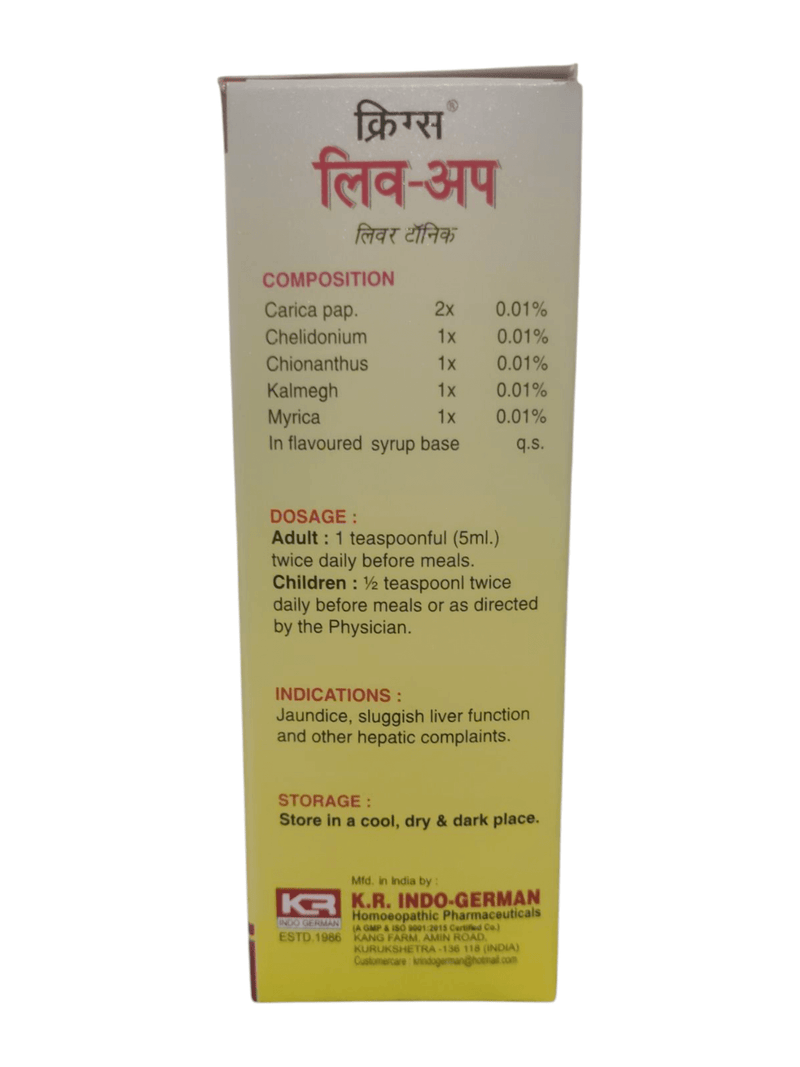 क्रिग्स®
लिव-अप
लिवर टॉनिक
COMPOSITION
Carica pap. 2x 0.01%
Chelidonium 1x 0.01%
Chionanthus 1x 0.01%
Kalmegh 1x 0.01%
Myrica 1x 0.01%
In flavoured syrup base q.s.
DOSAGE :
Adult : 1 teaspoonful (5ml.)
twice daily before meals.
Children : ½ teaspoonl twice
daily before meals or as directed
by the Physician.
INDICATIONS :
Jaundice, sluggish liver function
and other hepatic complaints.
STORAGE :
Store in a cool, dry & dark place.
Mfd. in India by :
KR
INDO GERMAN
ESTD.1986
K.R. INDO-GERMAN
Homoeopathic Pharmaceuticals
(A GMP & ISO 9001:2015 Certified Co.)
KANG FARM, AMIN ROAD,
KURUKSHETRA -136 118 (INDIA)
Customercare : krindogerman@hotmail.com